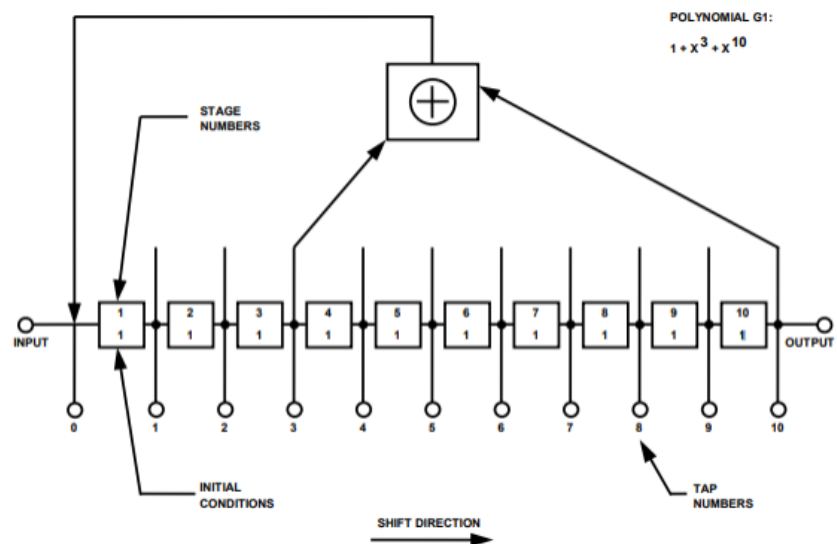 POLYNOMIAL G1:
1 + X3 + X10
STAGE
NUMBERS
1 2 3 4 5 6 7 8 9 10
1 1 1 1 1 1 1 1 1 1
INPUT
OUTPUT
0 1 2 3 4 5 6 7 8 9 10
INITIAL
CONDITIONS
TAP
NUMBERS
SHIFT DIRECTION